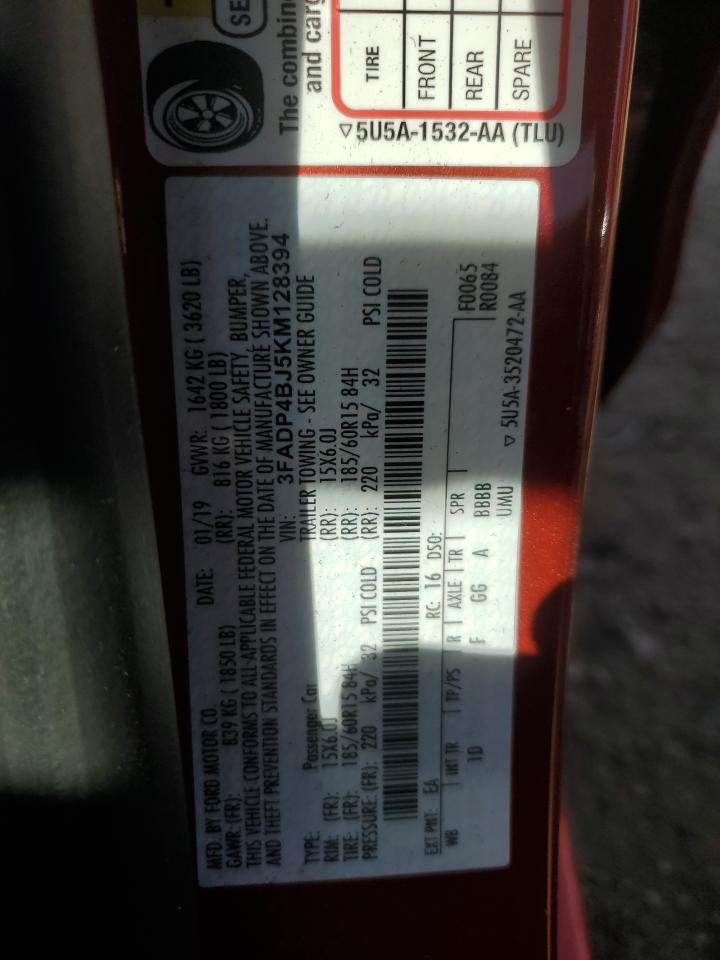 SE
The combin
and carg
TIRE
FRONT
REAR
SPARE
▽5U5A-1532-AA (TLU)
MFD. BY FORD MOTOR CO. DATE: 01/19 GVWR: 1642 KG ( 3620 LB)
GAWR:(FR): 839 KG ( 1850 LB) (RR): 816 KG ( 1800 LB)
THIS VEHICLE CONFORMS TO ALL APPLICABLE FEDERAL MOTOR VEHICLE SAFETY, BUMPER,
AND THEFT PREVENTION STANDARDS IN EFFECT ON THE DATE OF MANUFACTURE SHOWN ABOVE.
VIN: 3FADP4BJ5KM128394
TYPE: Passenger Car TRAILER TOWING - SEE OWNER GUIDE
RIM: (FR): 15X6.0J (RR): 15X6.0J
TIRE: (FR): 185/60R15 84H (RR): 185/60R15 84H
PRESSURE: (FR): 220 kPa/ 32 PSI COLD (RR): 220 kPa/ 32 PSI COLD
EXT PNT: EA RC: 16 DSO: F0065
WB INT TR TP/PS R AXLE TR SPR R0084
1D F GG A BBBB
UMU ▽ 5U5A-3520472-AA